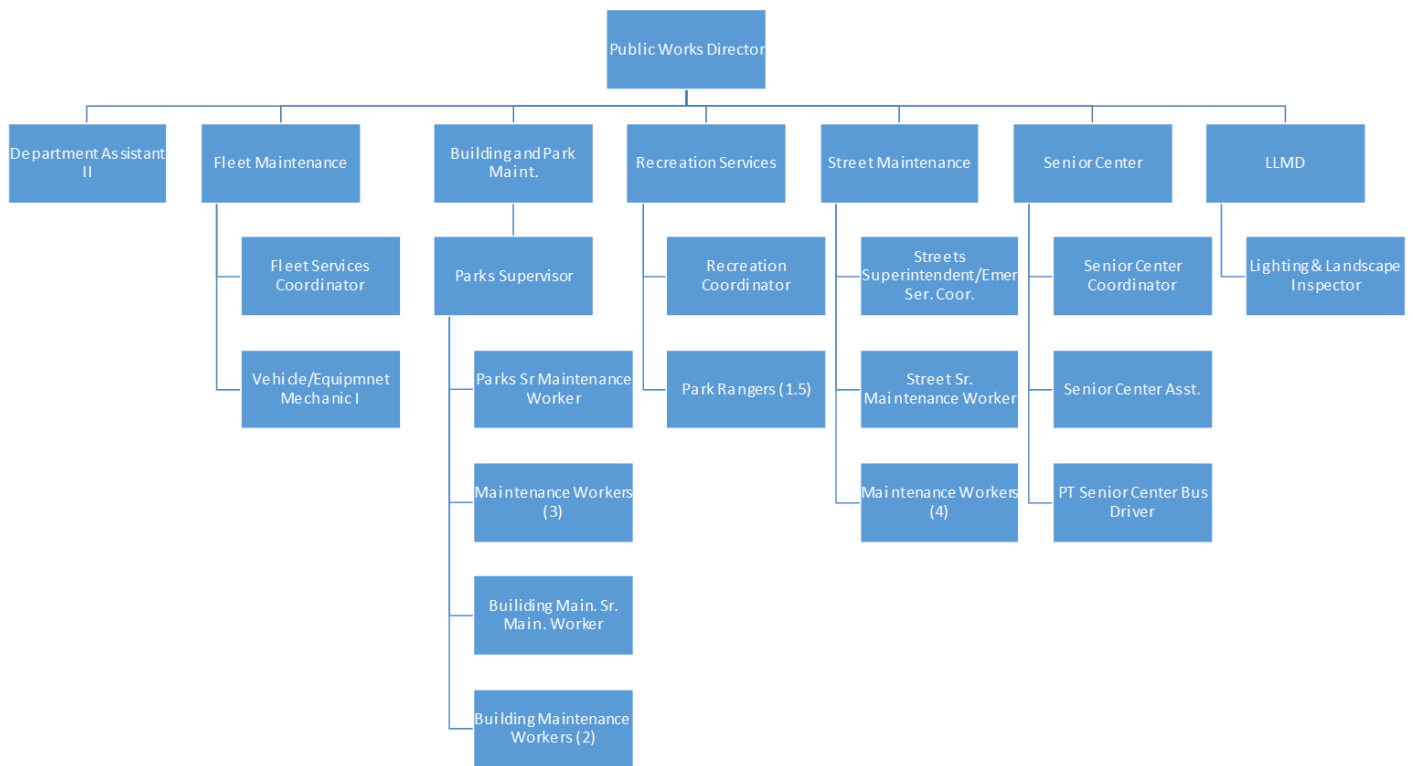 Public Works Director
Department Assistant
II
Fleet Maintenance
Building and Park
Maint.
Recreation Services
Street Maintenance
Senior Center
LLMD
Fleet Services
Coordinator
Parks Supervisor
Recreation
Coordinator
Streets
Superintendent/Emer
Ser. Coor.
Senior Center
Coordinator
Lighting & Landscape
Inspector
Vehicle/Equipmnet
Mechanic I
Parks Sr Maintenance
Worker
Park Rangers (1.5)
Street Sr.
Maintenance Worker
Senior Center Asst.
Maintenance Workers
(3)
Maintenance Workers
(4)
PT Senior Center Bus
Driver
Builiding Main. Sr.
Main. Worker
Building Maintenance
Workers (2)